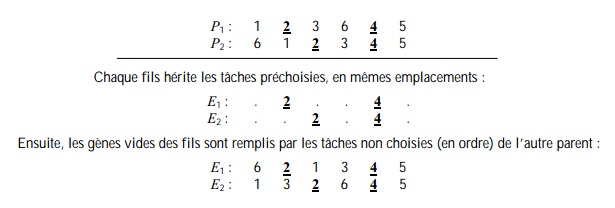 P1 : 1 2 3 6 4 5
P2 : 6 1 2 3 4 5
Chaque fils hérite les tâches préchoisies, en mêmes emplacements :
E1 : . 2 . . 4 .
E2 : . . 2 . 4 .
Ensuite, les gènes vides des fils sont remplis par les tâches non choisies (en ordre) de l'autre parent :
E1 : 6 2 1 3 4 5
E2 : 1 3 2 6 4 5